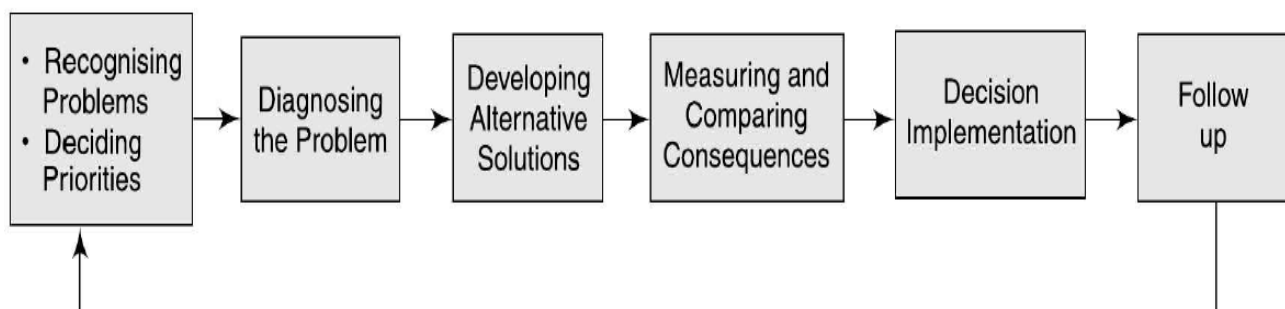 • Recognising
Problems
• Deciding
Priorities
Diagnosing
the Problem
Developing
Alternative
Solutions
Measuring and
Comparing
Consequences
Decision
Implementation
Follow
up